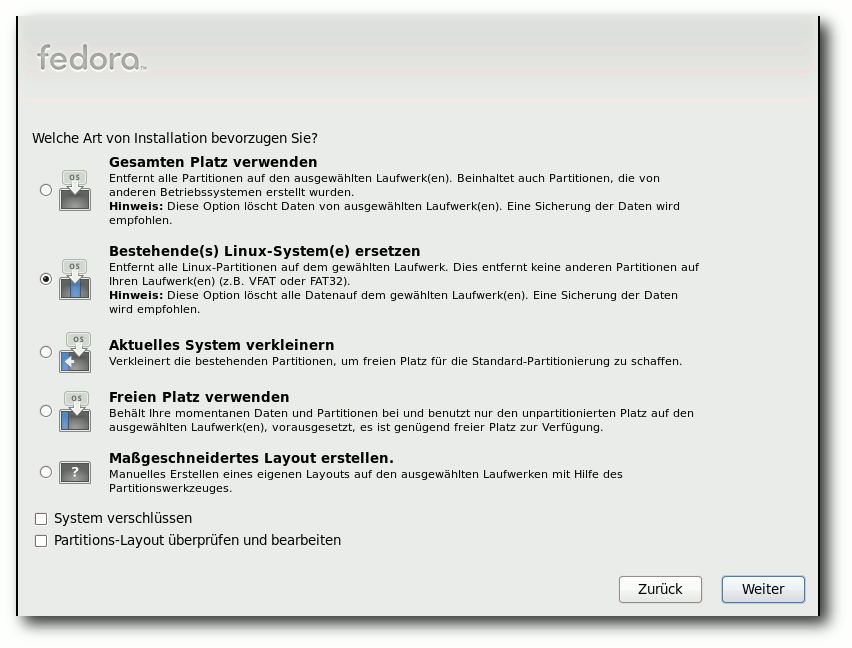 fedora™
Welche Art von Installation bevorzugen Sie?
OS
Gesamten Platz verwenden
Entfernt alle Partitionen auf den ausgewählten Laufwerk(en). Beinhaltet auch Partitionen, die von
anderen Betriebssystemen erstellt wurden.
Hinweis: Diese Option löscht Daten von ausgewählten Laufwerk(en). Eine Sicherung der Daten wird
empfohlen.
OS
Bestehende(s) Linux-System(e) ersetzen
Entfernt alle Linux-Partitionen auf dem gewählten Laufwerk. Dies entfernt keine anderen Partitionen auf
Ihren Laufwerk(en) (z.B. VFAT oder FAT32).
Hinweis: Diese Option löscht alle Datenauf dem gewählten Laufwerk(en). Eine Sicherung der Daten
wird empfohlen.
OS
Aktuelles System verkleinern
Verkleinert die bestehenden Partitionen, um freien Platz für die Standard-Partitionierung zu schaffen.
OS
Freien Platz verwenden
Behält Ihre momentanen Daten und Partitionen bei und benutzt nur den unpartitionierten Platz auf den
ausgewählten Laufwerk(en), vorausgesetzt, es ist genügend freier Platz zur Verfügung.
?
Maßgeschneidertes Layout erstellen.
Manuelles Erstellen eines eigenen Layouts auf den ausgewählten Laufwerken mit Hilfe des
Partitionswerkzeuges.
System verschlüssen
Partitions-Layout überprüfen und bearbeiten
Zurück
Weiter